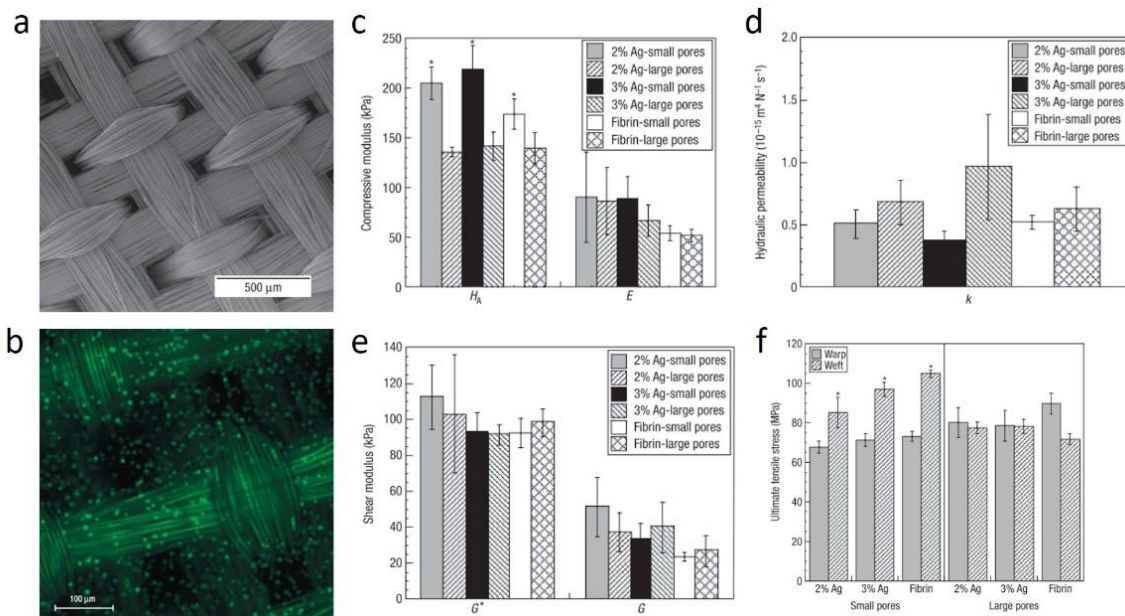 a
500 μm
b
100 μm
c
Compressive modulus (kPa)
250
200
150
100
50
0
* * *
2% Ag-small pores
2% Ag-large pores
3% Ag-small pores
3% Ag-large pores
Fibrin-small pores
Fibrin-large pores
H_A E
d
Hydraulic permeability (10⁻¹⁵ m⁴ N⁻¹ s⁻¹)
2.0
1.5
1.0
0.5
0
2% Ag-small pores
2% Ag-large pores
3% Ag-small pores
3% Ag-large pores
Fibrin-small pores
Fibrin-large pores
k
e
Shear modulus (kPa)
140
120
100
80
60
40
20
0
2% Ag-small pores
2% Ag-large pores
3% Ag-small pores
3% Ag-large pores
Fibrin-small pores
Fibrin-large pores
G* G
f
Ultimate tensile stress (MPa)
120
100
80
60
40
20
0
Warp
Weft
* * *
2% Ag 3% Ag Fibrin 2% Ag 3% Ag Fibrin
Small pores Large pores